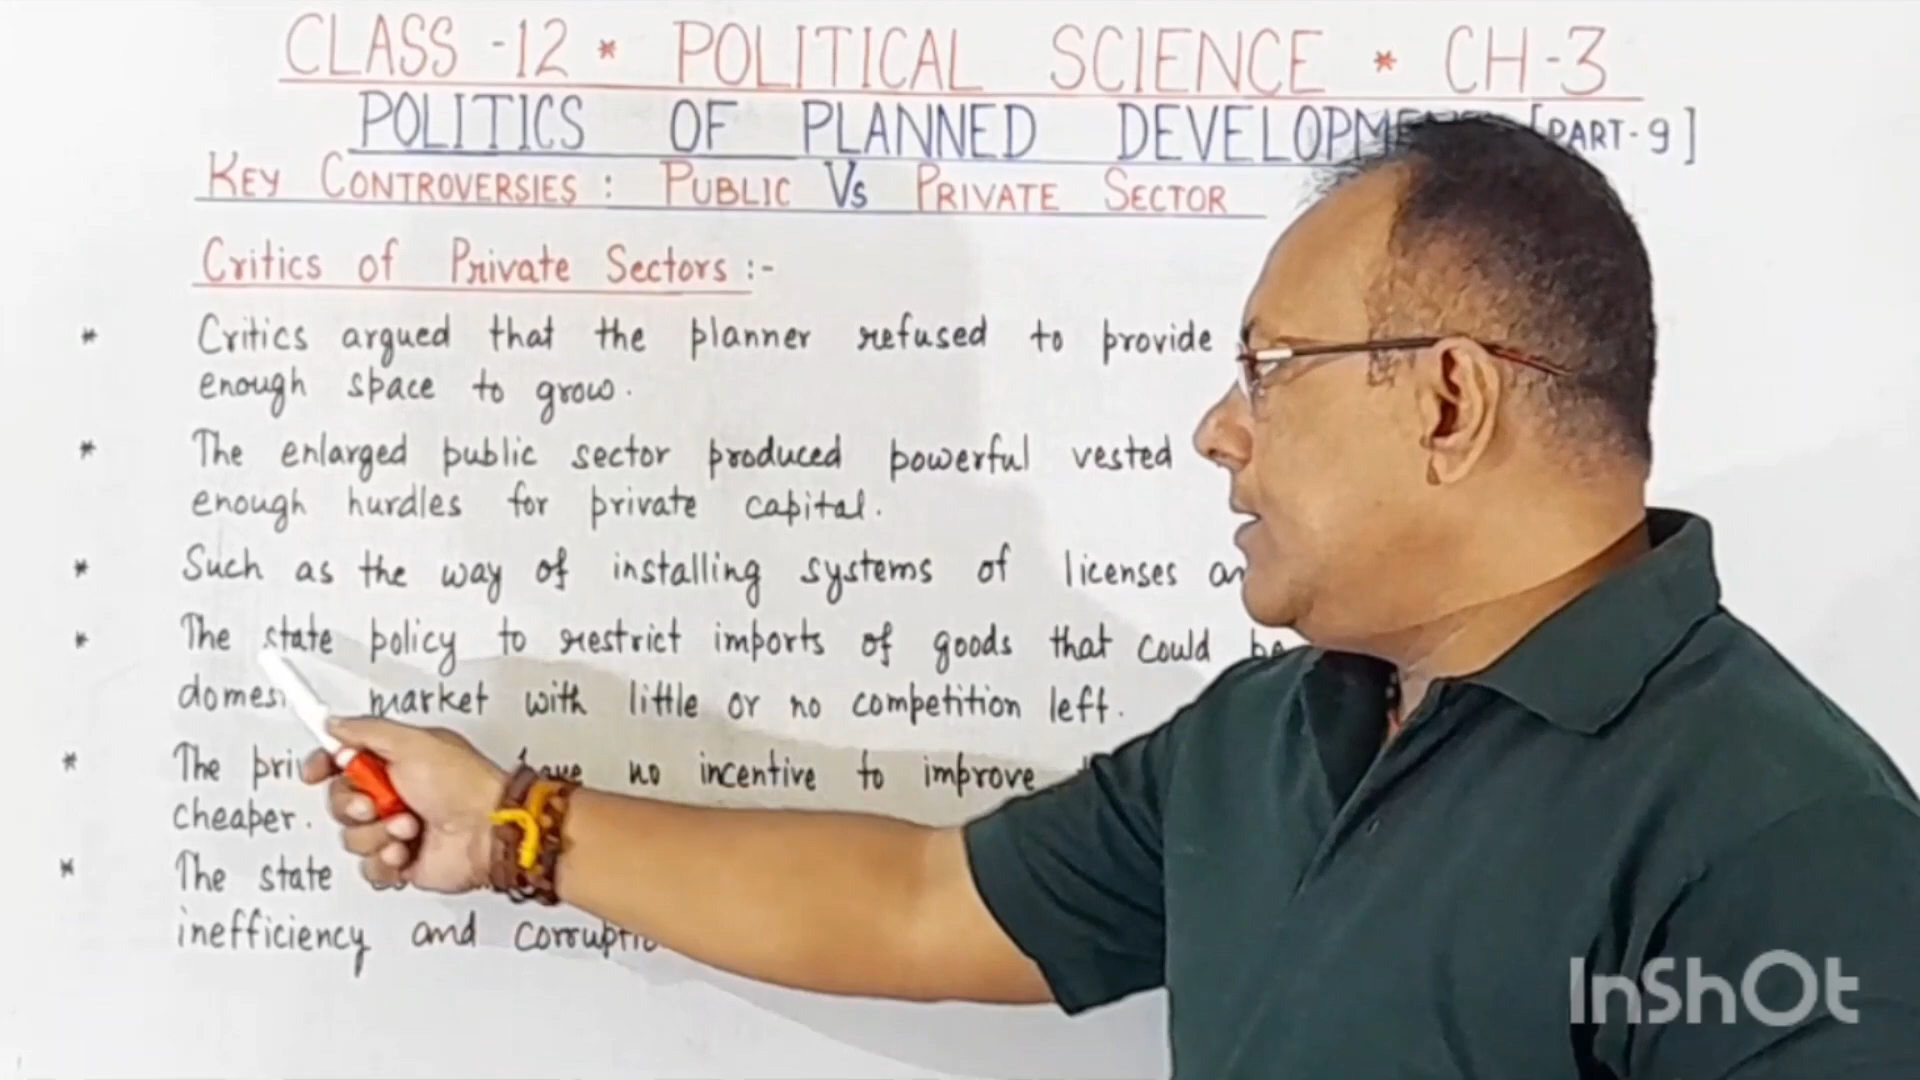 CLASS -12 * POLITICAL SCIENCE * CH-3
POLITICS OF PLANNED DEVELOPM [PART-9]
KEY CONTROVERSIES : PUBLIC Vs PRIVATE SECTOR
Critics of Private Sectors :-
* Critics argued that the planner refused to provide
enough space to grow.
* The enlarged public sector produced powerful vested
enough hurdles for private capital.
* Such as the way of installing systems of licenses
* The state policy to restrict imports of goods that could be
market with little or no competition left.
* The no incentive to improve
cheaper.
* The state
inefficiency and
InShOt